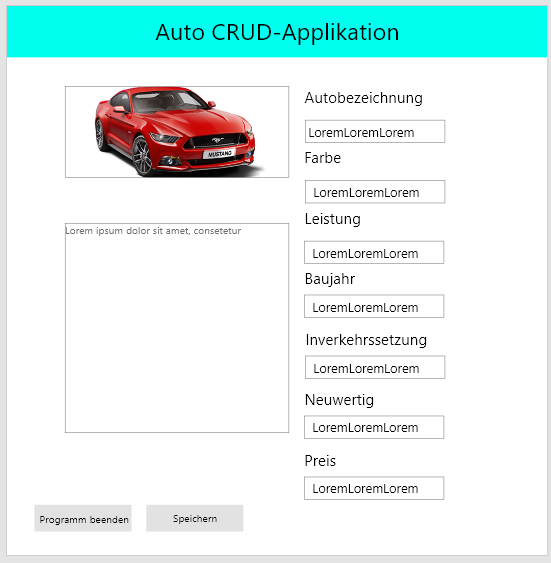 Auto CRUD-Applikation
MUSTANG
Lorem ipsum dolor sit amet, consetetur
Autobezeichnung
LoremLoremLorem
Farbe
LoremLoremLorem
Leistung
LoremLoremLorem
Baujahr
LoremLoremLorem
Inverkehrssetzung
LoremLoremLorem
Neuwertig
LoremLoremLorem
Preis
LoremLoremLorem
Programm beenden
Speichern